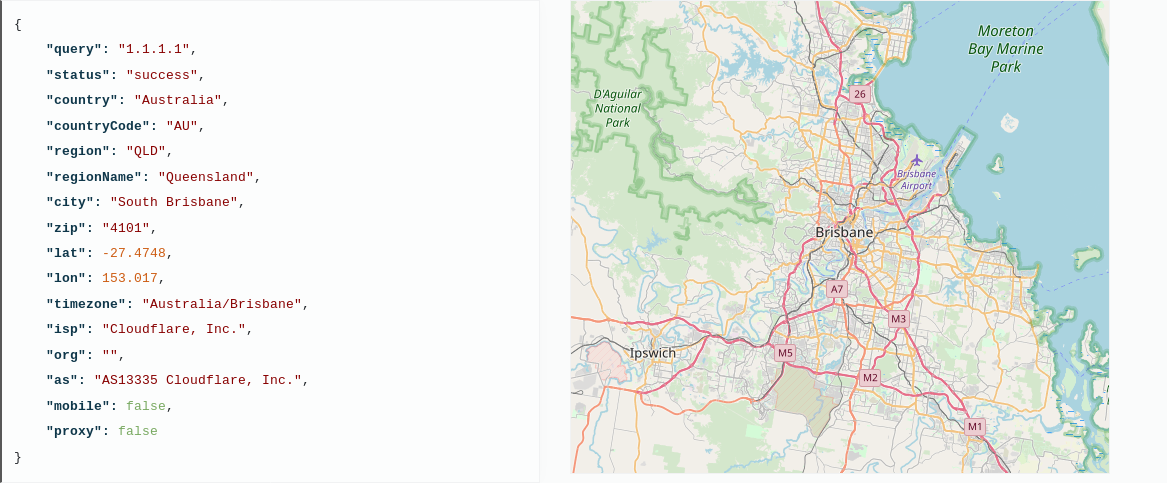 {
"query": "1.1.1.1",
"status": "success",
"country": "Australia",
"countryCode": "AU",
"region": "QLD",
"regionName": "Queensland",
"city": "South Brisbane",
"zip": "4101",
"lat": -27.4748,
"lon": 153.017,
"timezone": "Australia/Brisbane",
"isp": "Cloudflare, Inc.",
"org": "",
"as": "AS13335 Cloudflare, Inc.",
"mobile": false,
"proxy": false
}
Moreton
Bay Marine
Park
D'Aguilar
National
Park
26
Brisbane
Airport
Brisbane
A7
M3
Ipswich
M5
M2
M1